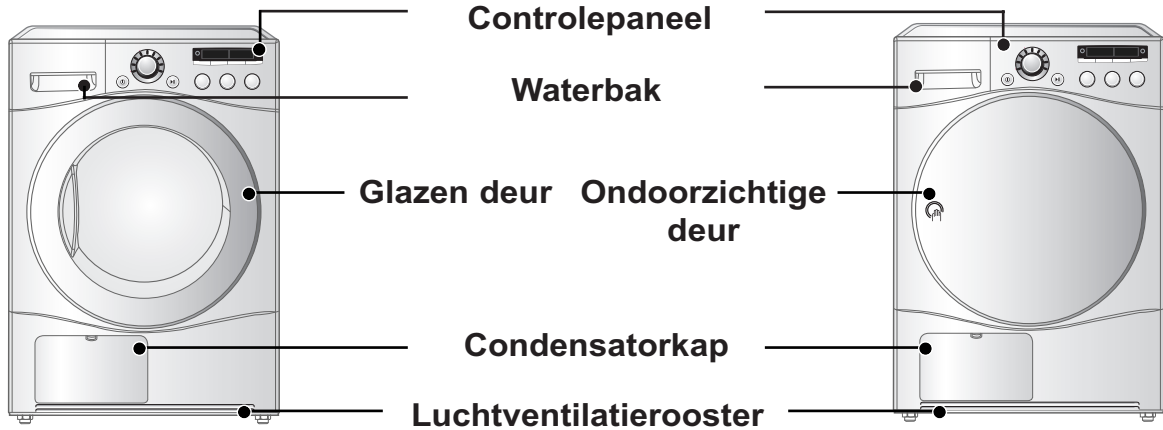 Controlepaneel
Waterbak
Glazen deur
Ondoorzichtige
deur
Condensatorkap
Luchtventilatierooster